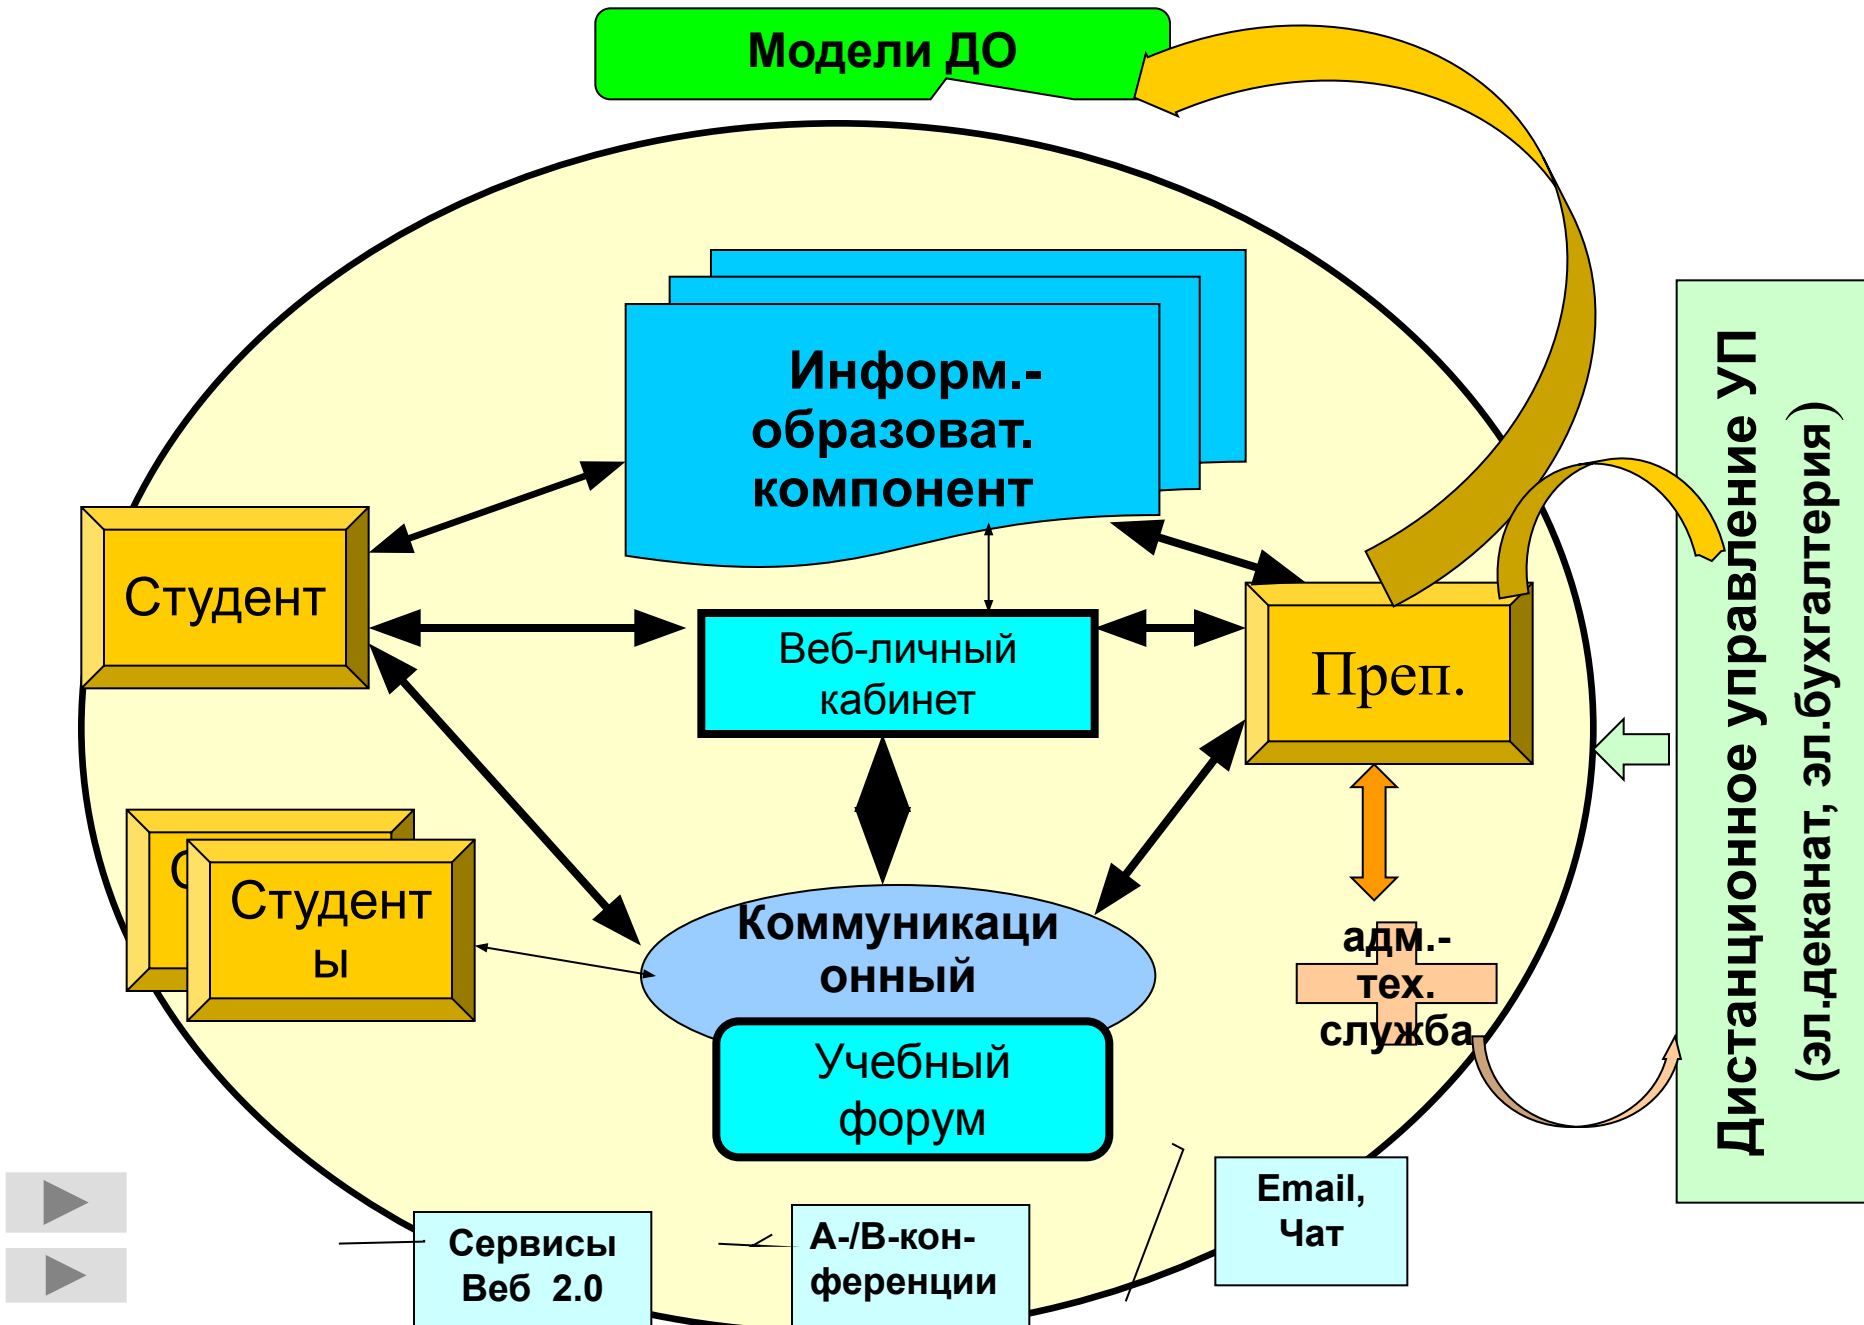 Модели ДО
Информ.-
образоват.
компонент
Студент
Веб-личный
кабинет
Преп.
С
Студент
ы
Коммуникаци
онный
Учебный
форум
адм.-
тех.
служба
Дистанционное управление УП
(эл.деканат, эл.бухгалтерия)
Сервисы
Веб 2.0
А-/В-кон-
ференции
Email,
Чат